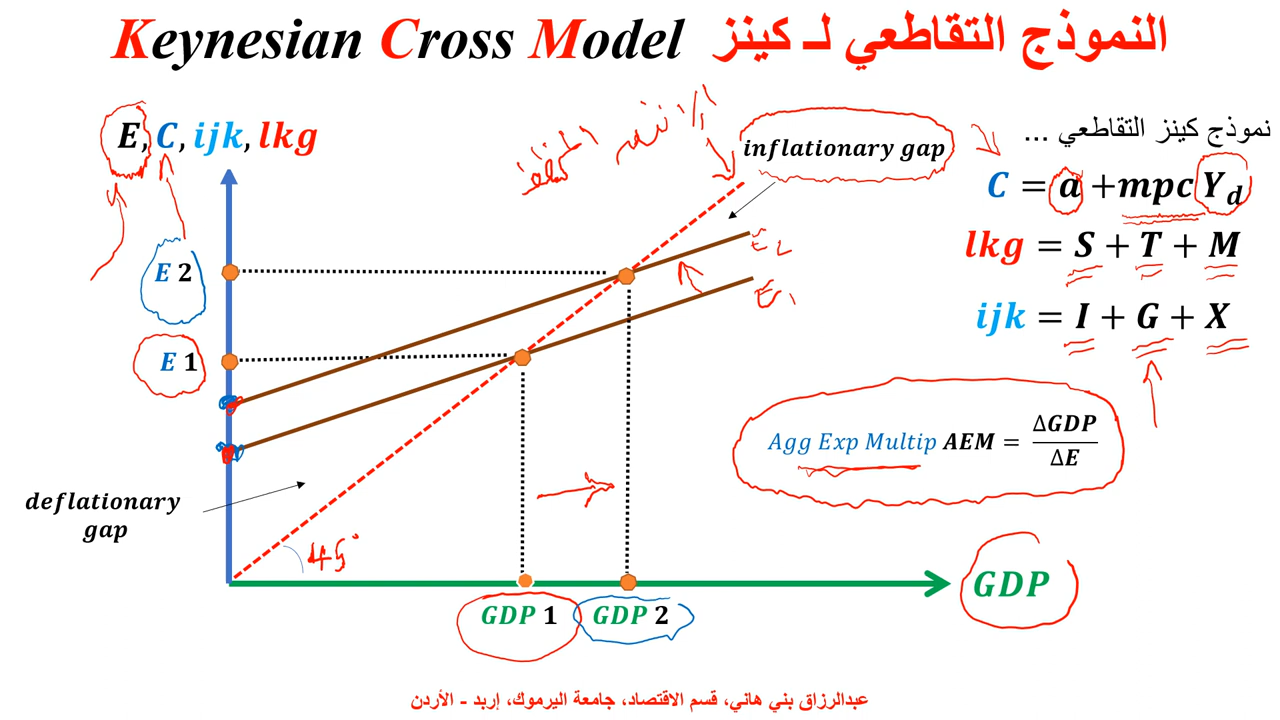 Keynesian Cross Model النموذج التقاطعي لـ كينز
E, C, ijk, lkg
inflationary gap
نموذج كينز التقاطعي ...
C = a +mpc Yd
lkg = S + T + M
ijk = I + G + X
E 2
E 1
E2
E1
Agg Exp Multip AEM = ΔGDP / ΔE
deflationary
gap
45°
GDP 1
GDP 2
GDP
عبدالرزاق بني هاني، قسم الاقتصاد، جامعة اليرموك، إربد - الأردن